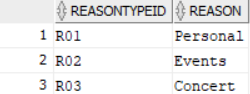 REASONTYPEID REASON
1 R01 Personal
2 R02 Events
3 R03 Concert